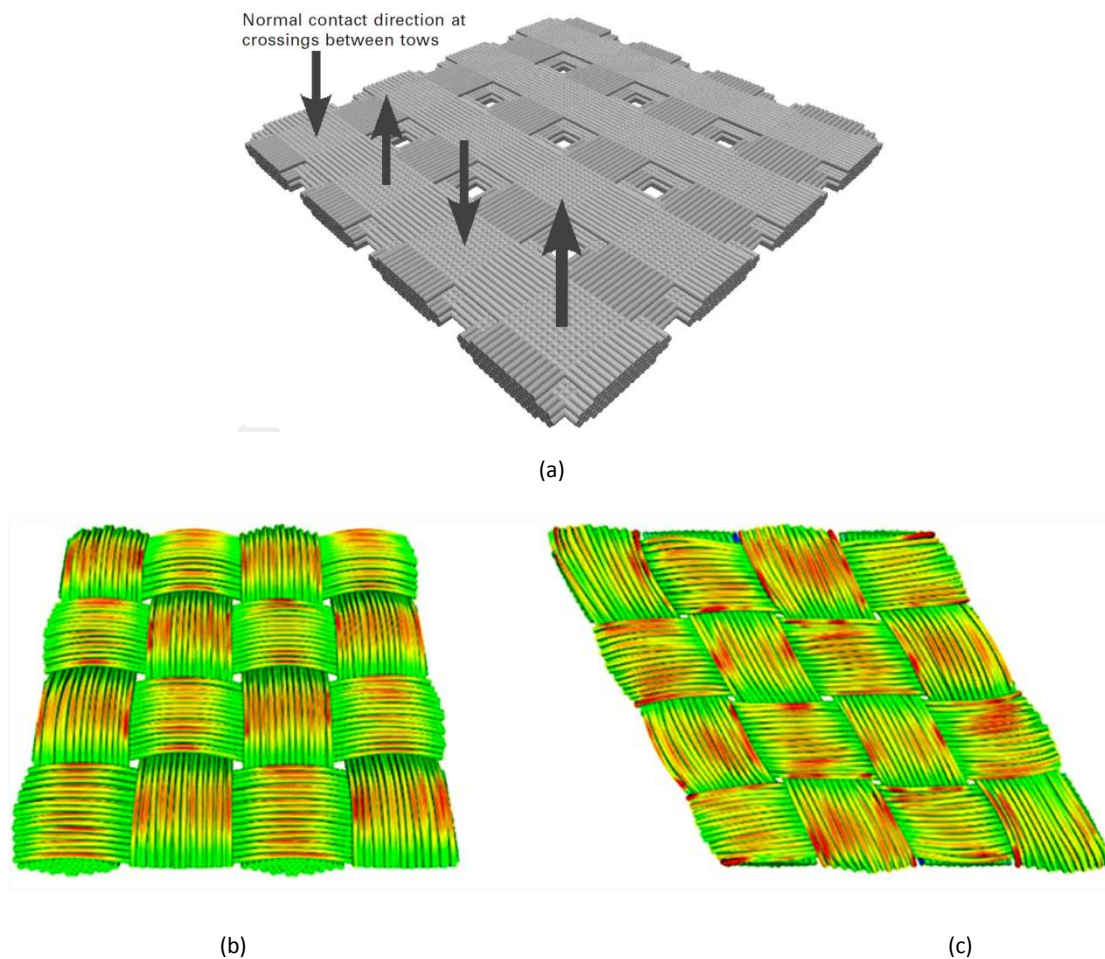 Normal contact direction at
crossings between tows
(a)
(b)
(c)